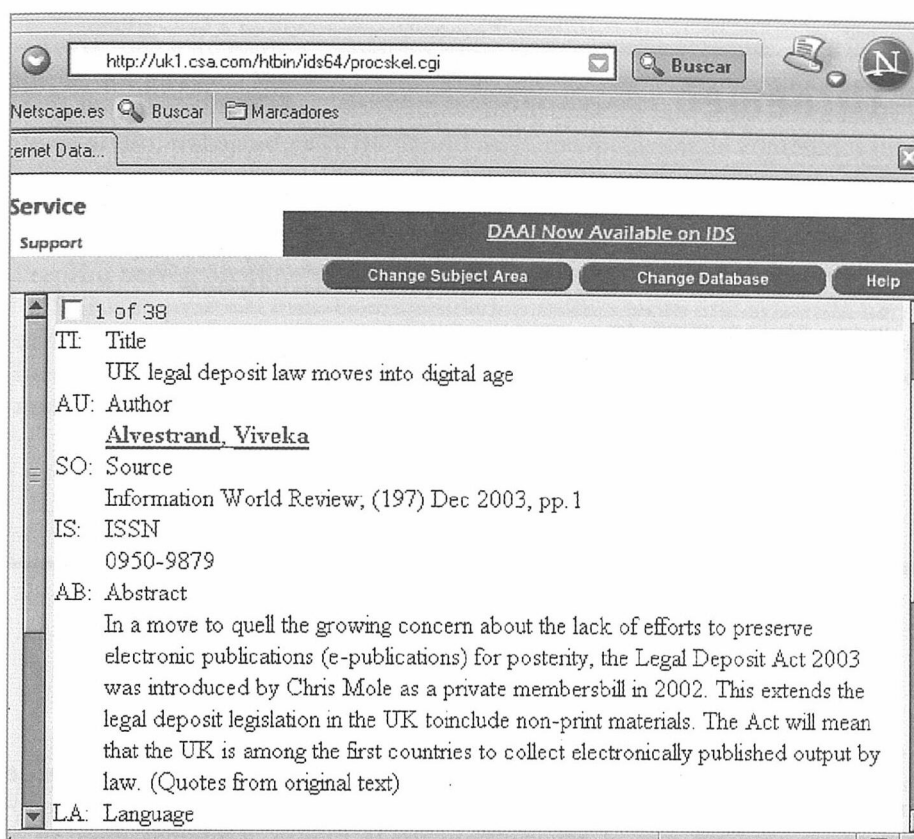 http://uk1.csa.com/htbin/ids64/procskel.cgi
Buscar
N
Netscape.es Buscar Marcadores
ernet Data...
Service
Support
DAAI Now Available on IDS
Change Subject Area Change Database Help
1 of 38
TI: Title
UK legal deposit law moves into digital age
AU: Author
Alvestrand, Viveka
SO: Source
Information World Review; (197) Dec 2003, pp.1
IS: ISSN
0950-9879
AB: Abstract
In a move to quell the growing concern about the lack of efforts to preserve
electronic publications (e-publications) for posterity, the Legal Deposit Act 2003
was introduced by Chris Mole as a private membersbill in 2002. This extends the
legal deposit legislation in the UK toinclude non-print materials. The Act will mean
that the UK is among the first countries to collect electronically published output by
law. (Quotes from original text)
LA: Language